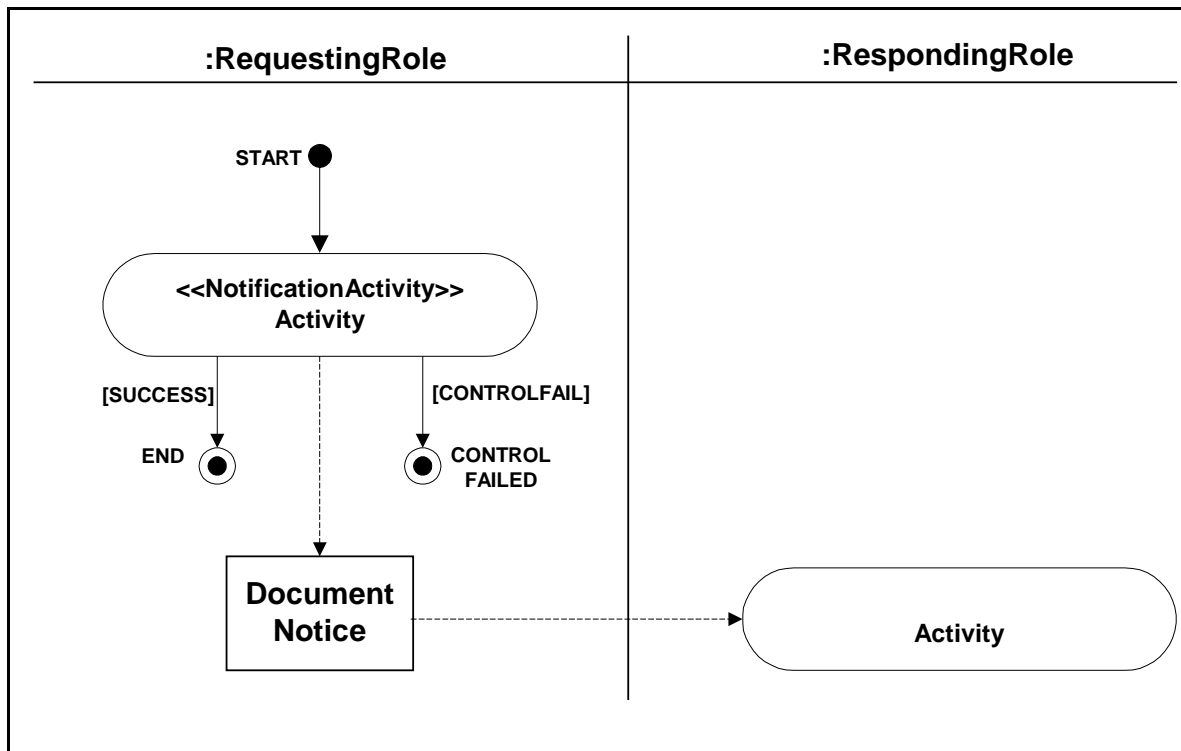 :RequestingRole
:RespondingRole
START
<<NotificationActivity>>
Activity
[SUCCESS]
[CONTROLFAIL]
END
CONTROL
FAILED
Document
Notice
Activity